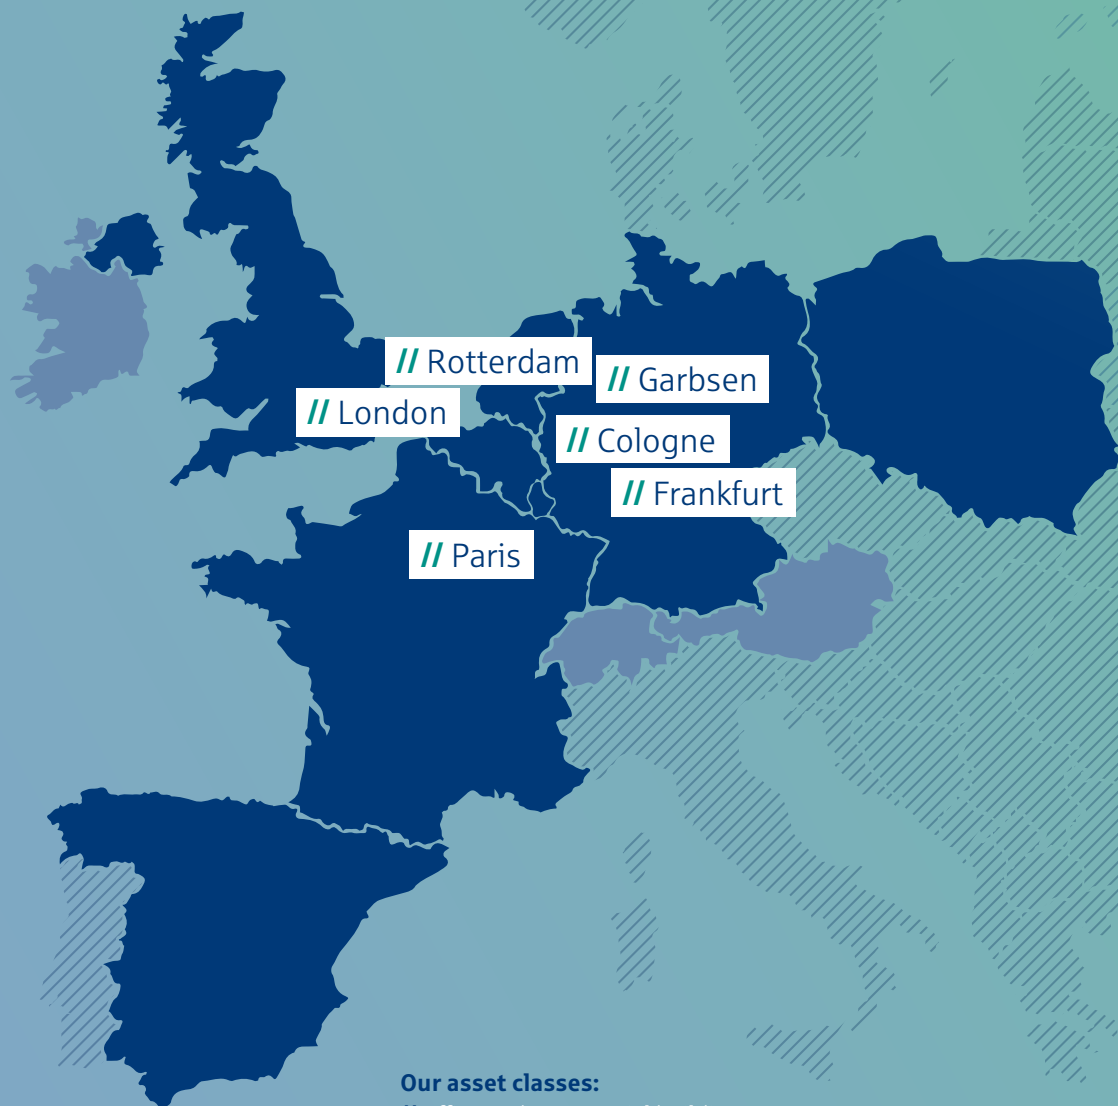 // Rotterdam
// Garbsen
// London
// Cologne
// Frankfurt
// Paris
Our asset classes: